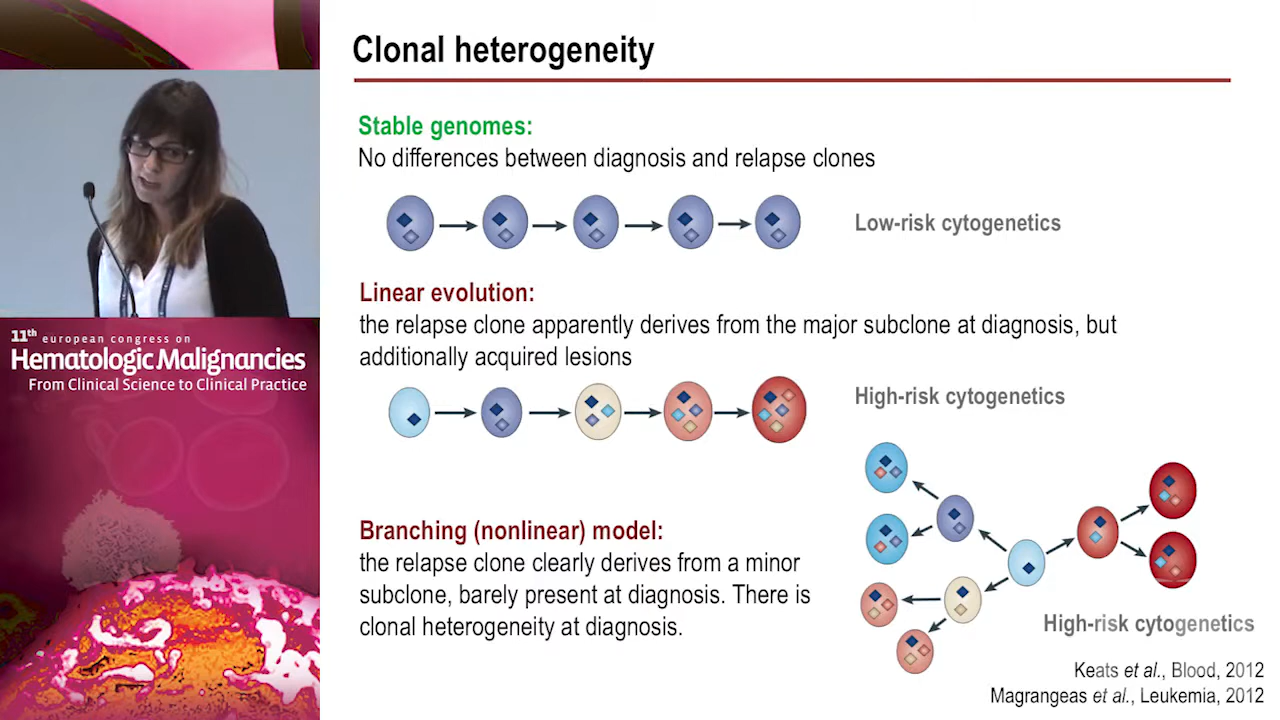 Clonal heterogeneity
Stable genomes:
No differences between diagnosis and relapse clones
Low-risk cytogenetics
Linear evolution:
the relapse clone apparently derives from the major subclone at diagnosis, but
additionally acquired lesions
High-risk cytogenetics
Branching (nonlinear) model:
the relapse clone clearly derives from a minor
subclone, barely present at diagnosis. There is
clonal heterogeneity at diagnosis.
High-risk cytogenetics
Keats et al., Blood, 2012
Magrangeas et al., Leukemia, 2012
11th european congress on
Hematologic Malignancies
From Clinical Science to Clinical Practice